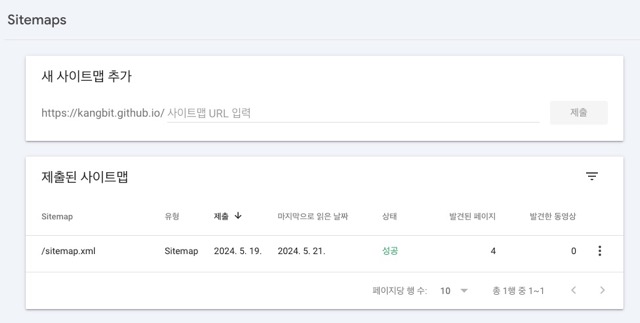 Sitemaps
새 사이트맵 추가
https://kangbit.github.io/ 사이트맵 URL 입력 제출
제출된 사이트맵
Sitemap 유형 제출 마지막으로 읽은 날짜 상태 발견된 페이지 발견한 동영상
/sitemap.xml Sitemap 2024. 5. 19. 2024. 5. 21. 성공 4 0
페이지당 행 수: 10 총 1행 중 1~1